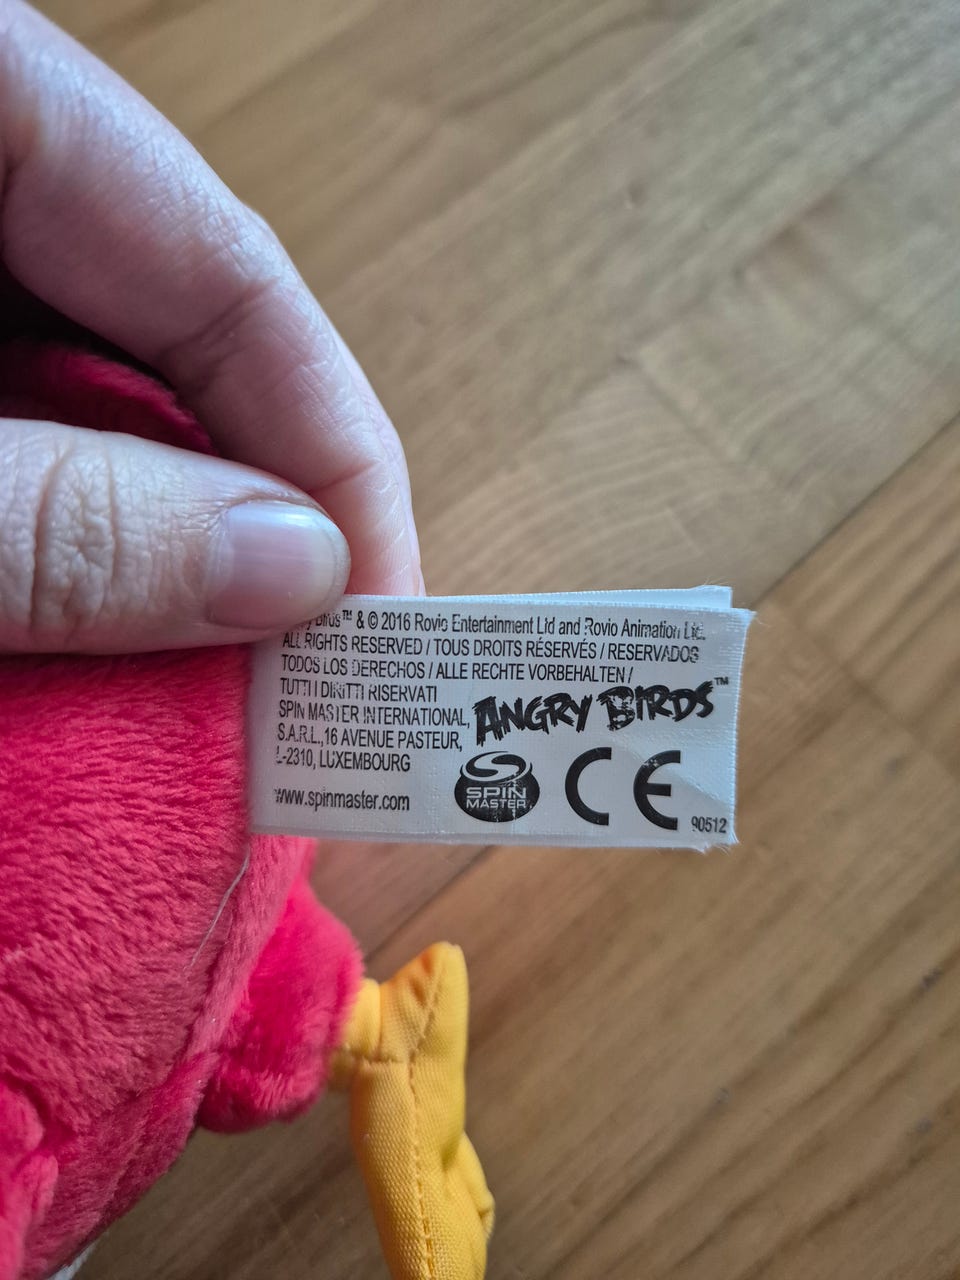 Birds™ & © 2016 Rovio Entertainment Ltd and Rovio Animation Ltd.
ALL RIGHTS RESERVED / TOUS DROITS RÉSERVÉS / RESERVADOS
TODOS LOS DERECHOS / ALLE RECHTE VORBEHALTEN /
TUTTI I DIRITTI RISERVATI
SPIN MASTER INTERNATIONAL,
S.A.R.L.,16 AVENUE PASTEUR,
L-2310, LUXEMBOURG
www.spinmaster.com
ANGRY BIRDS™
SPIN
MASTER
CE
90512